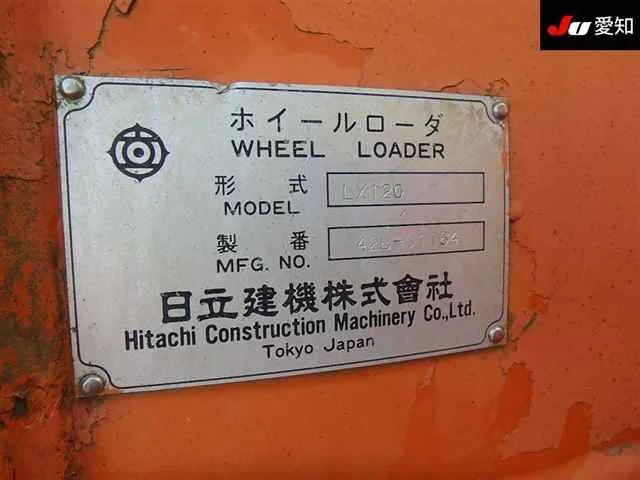 JU 愛知
ホイールローダ
WHEEL LOADER
形式 LX120
MODEL
製番
MFG. NO.
日立建機株式會社
Hitachi Construction Machinery Co.,Ltd.
Tokyo Japan